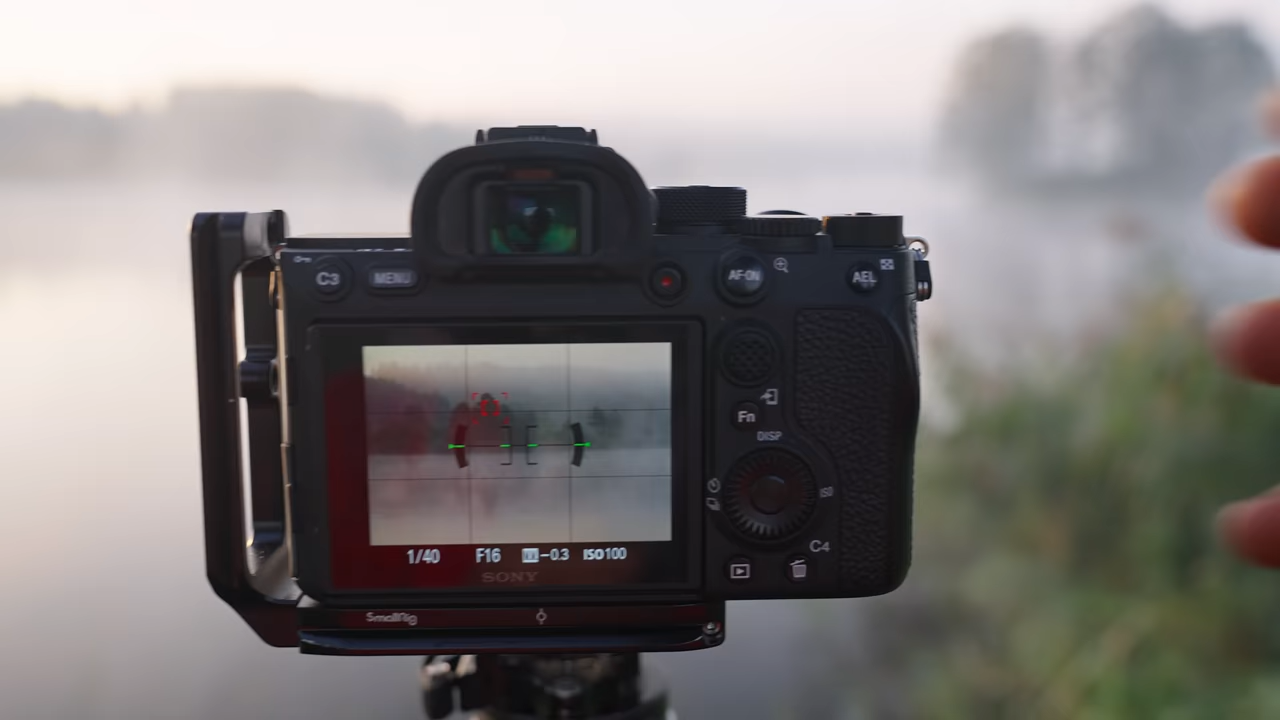 C3
MENU
AF-ON
AEL
Fn
DISP
ISO
1/40 F16 -0.3 ISO100
C4
SONY
SmallRig